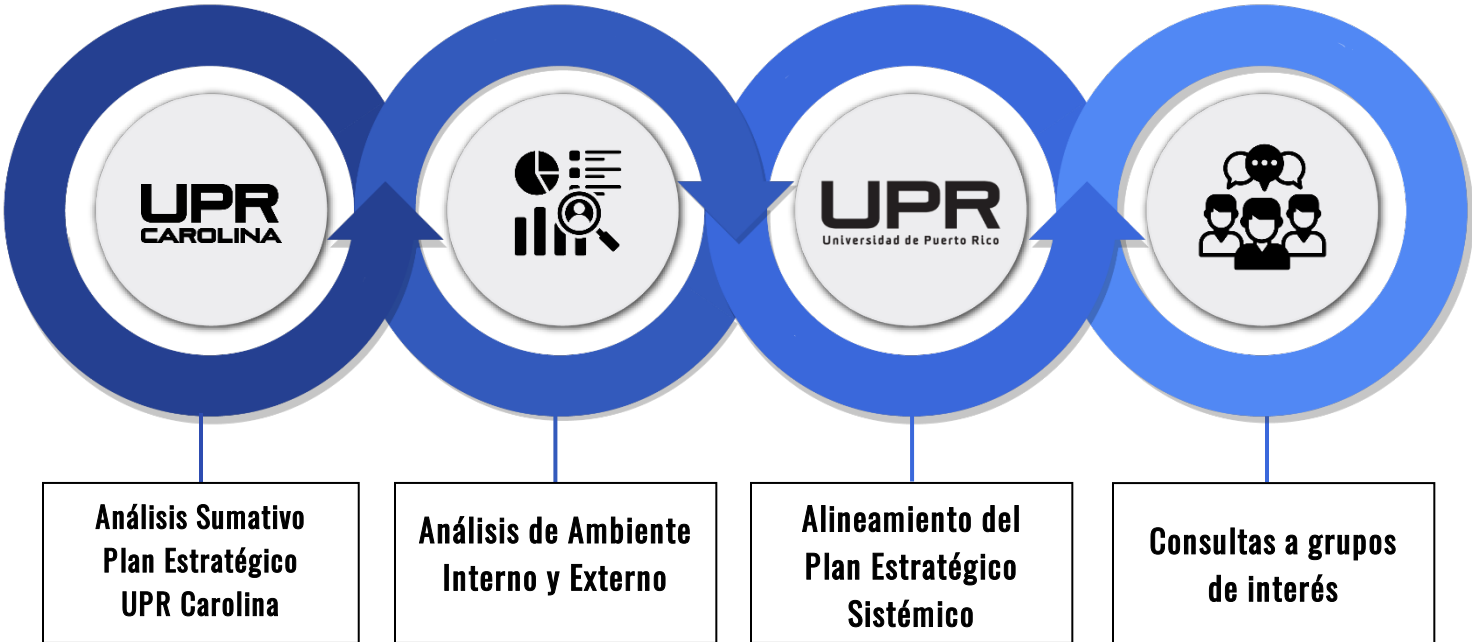 UPR
CAROLINA
UPR
Universidad de Puerto Rico
Análisis Sumativo
Plan Estratégico
UPR Carolina
Análisis de Ambiente
Interno y Externo
Alineamiento del
Plan Estratégico
Sistémico
Consultas a grupos
de interés